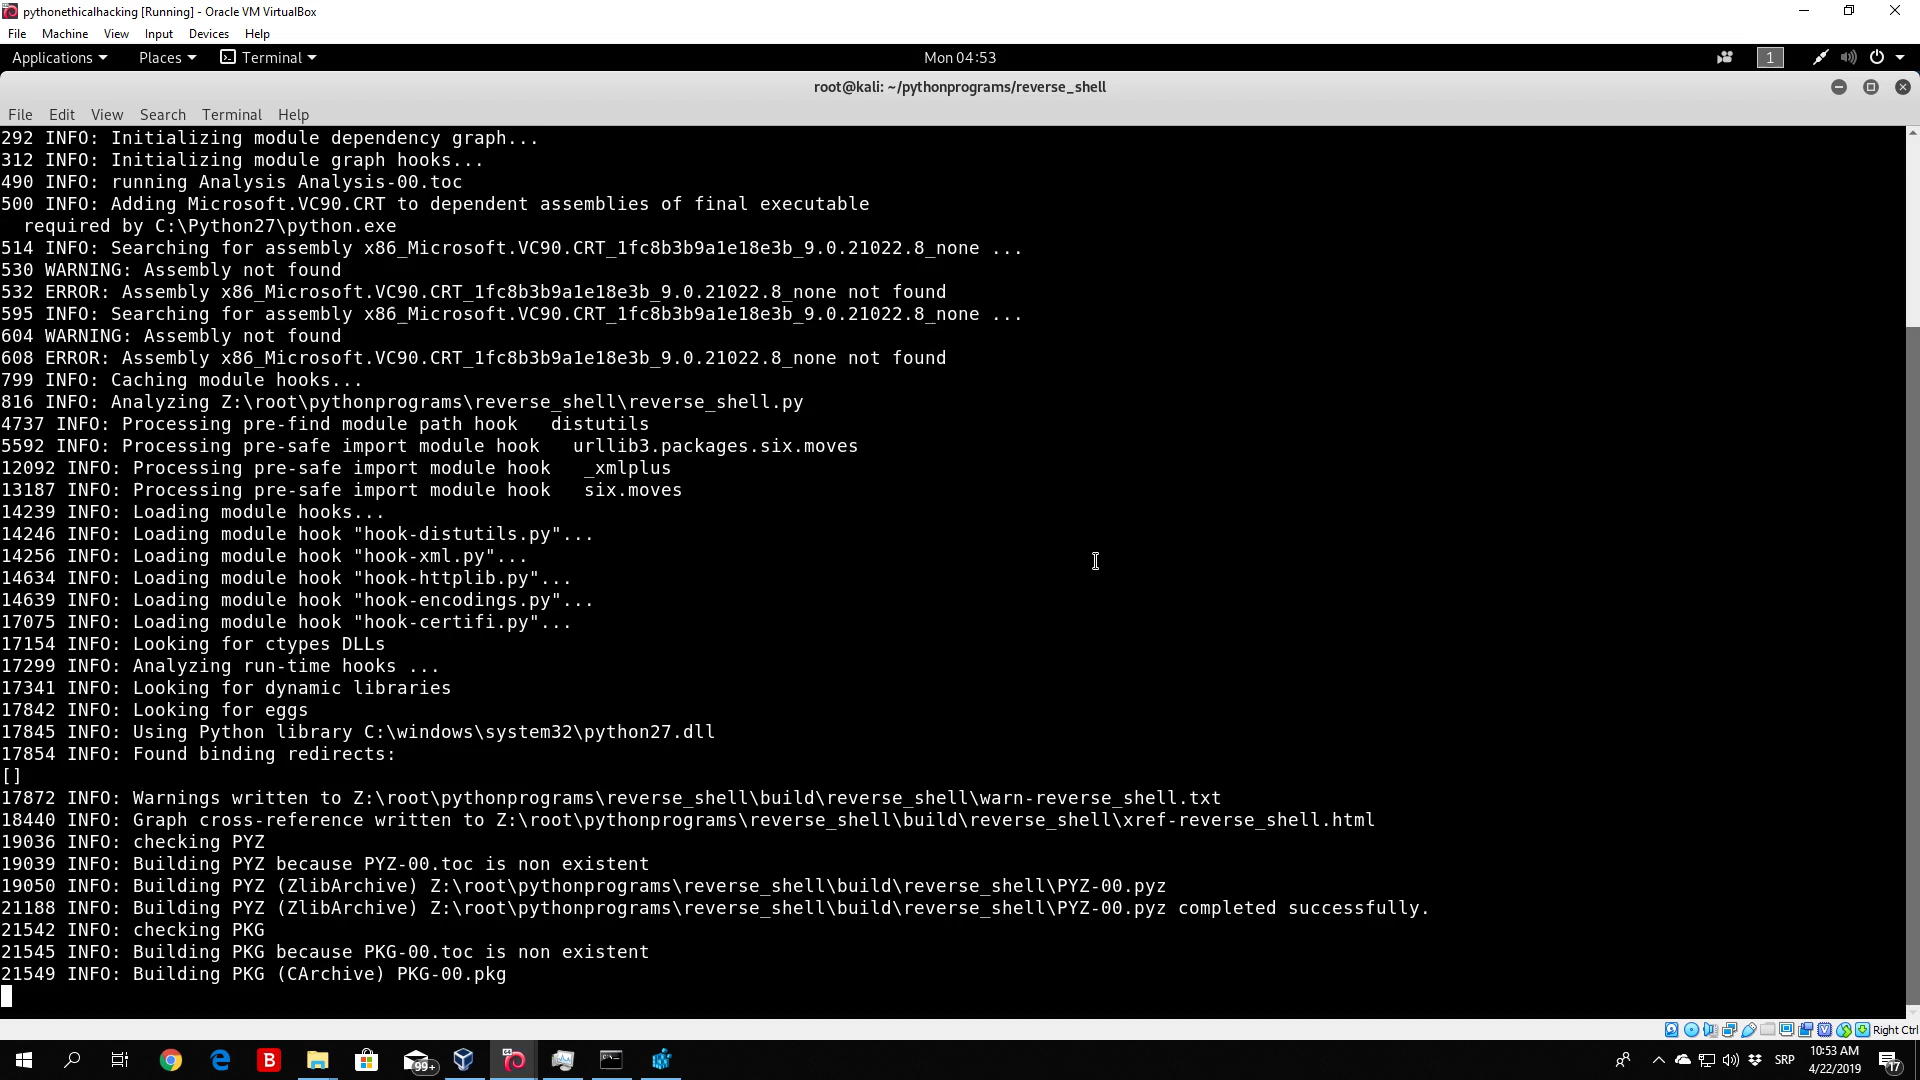 pythonethicalhacking [Running] - Oracle VM VirtualBox
File Machine View Input Devices Help
Applications Places Terminal Mon 04:53 1
root@kali: ~/pythonprograms/reverse_shell
File Edit View Search Terminal Help
292 INFO: Initializing module dependency graph...
312 INFO: Initializing module graph hooks...
490 INFO: running Analysis Analysis-00.toc
500 INFO: Adding Microsoft.VC90.CRT to dependent assemblies of final executable
required by C:\Python27\python.exe
514 INFO: Searching for assembly x86_Microsoft.VC90.CRT_1fc8b3b9a1e18e3b_9.0.21022.8_none ...
530 WARNING: Assembly not found
532 ERROR: Assembly x86_Microsoft.VC90.CRT_1fc8b3b9a1e18e3b_9.0.21022.8_none not found
595 INFO: Searching for assembly x86_Microsoft.VC90.CRT_1fc8b3b9a1e18e3b_9.0.21022.8_none ...
604 WARNING: Assembly not found
608 ERROR: Assembly x86_Microsoft.VC90.CRT_1fc8b3b9a1e18e3b_9.0.21022.8_none not found
799 INFO: Caching module hooks...
816 INFO: Analyzing Z:\root\pythonprograms\reverse_shell\reverse_shell.py
4737 INFO: Processing pre-find module path hook   distutils
5592 INFO: Processing pre-safe import module hook   urllib3.packages.six.moves
12092 INFO: Processing pre-safe import module hook   _xmlplus
13187 INFO: Processing pre-safe import module hook   six.moves
14239 INFO: Loading module hooks...
14246 INFO: Loading module hook "hook-distutils.py"...
14256 INFO: Loading module hook "hook-xml.py"...
14634 INFO: Loading module hook "hook-httplib.py"...
14639 INFO: Loading module hook "hook-encodings.py"...
17075 INFO: Loading module hook "hook-certifi.py"...
17154 INFO: Looking for ctypes DLLs
17299 INFO: Analyzing run-time hooks ...
17341 INFO: Looking for dynamic libraries
17842 INFO: Looking for eggs
17845 INFO: Using Python library C:\windows\system32\python27.dll
17854 INFO: Found binding redirects:
[]
17872 INFO: Warnings written to Z:\root\pythonprograms\reverse_shell\build\reverse_shell\warn-reverse_shell.txt
18440 INFO: Graph cross-reference written to Z:\root\pythonprograms\reverse_shell\build\reverse_shell\xref-reverse_shell.html
19036 INFO: checking PYZ
19039 INFO: Building PYZ because PYZ-00.toc is non existent
19050 INFO: Building PYZ (ZlibArchive) Z:\root\pythonprograms\reverse_shell\build\reverse_shell\PYZ-00.pyz
21188 INFO: Building PYZ (ZlibArchive) Z:\root\pythonprograms\reverse_shell\build\reverse_shell\PYZ-00.pyz completed successfully.
21542 INFO: checking PKG
21545 INFO: Building PKG because PKG-00.toc is non existent
21549 INFO: Building PKG (CArchive) PKG-00.pkg
Right Ctrl
B 99+ SRP 10:53 AM
4/22/2019 17